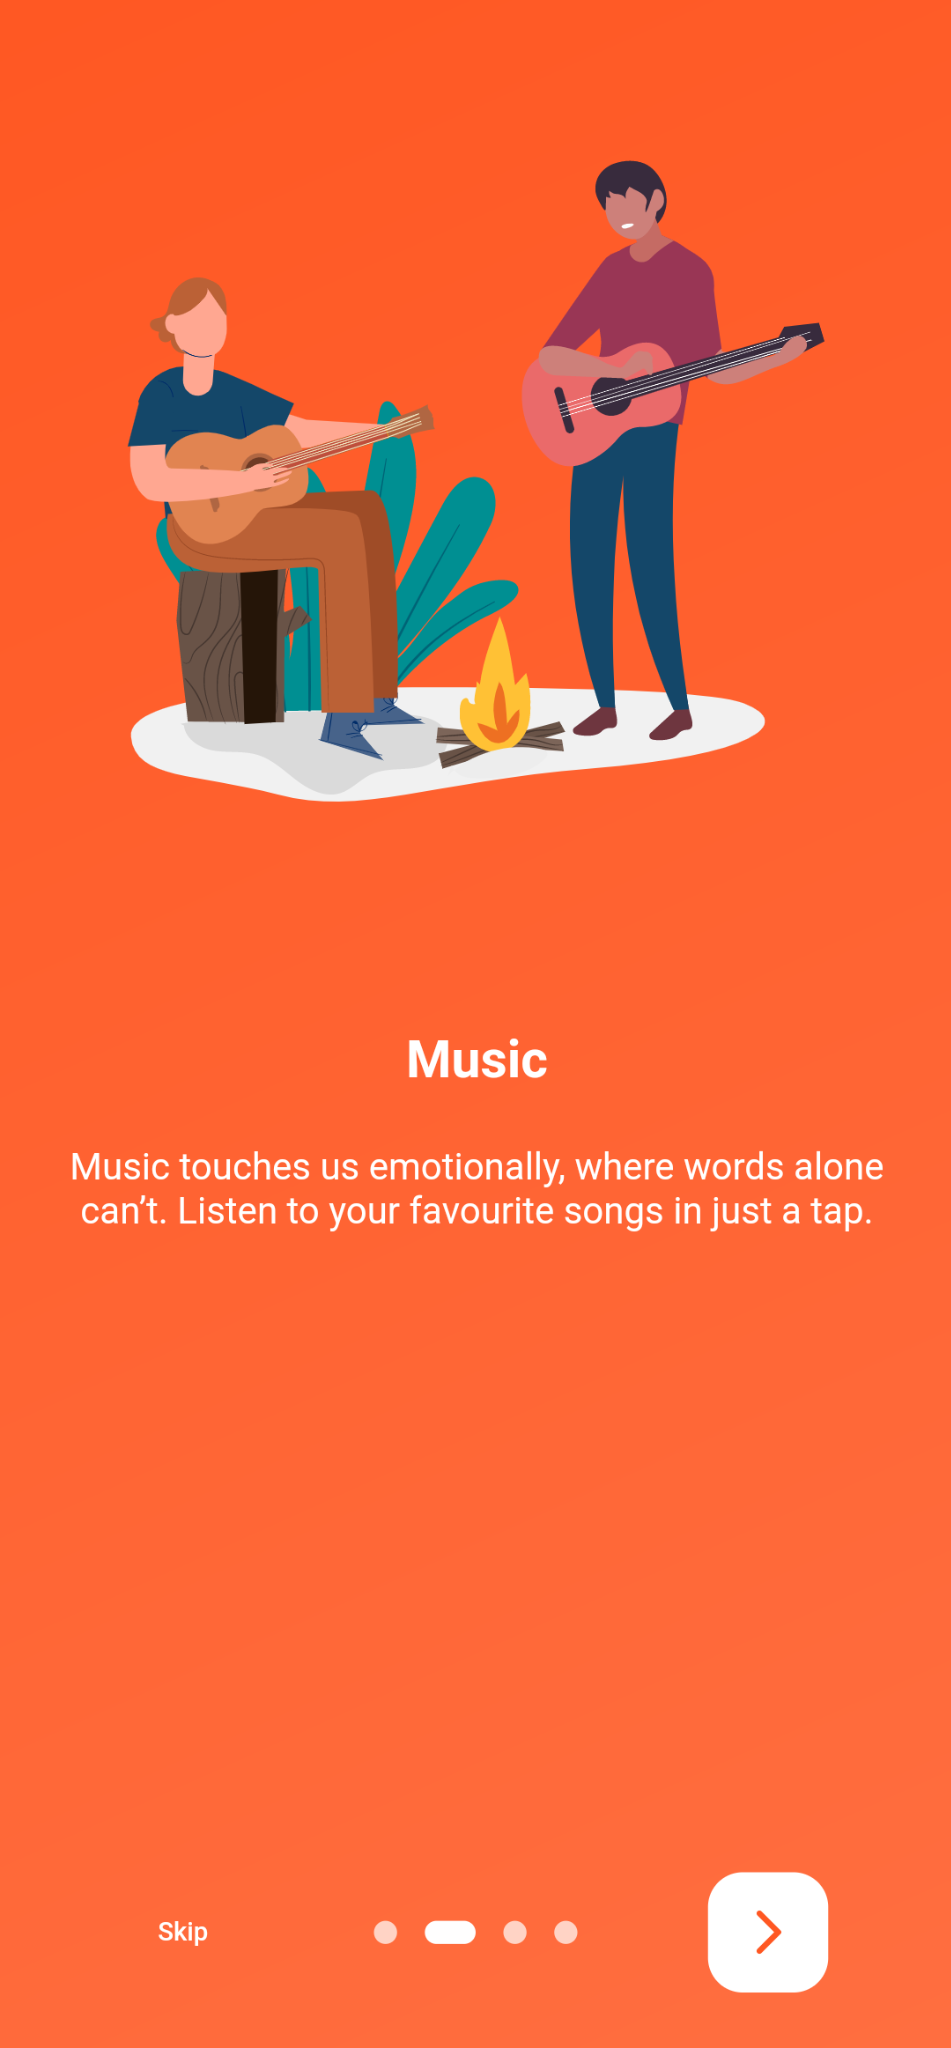 Music
Music touches us emotionally, where words alone
can’t. Listen to your favourite songs in just a tap.
Skip